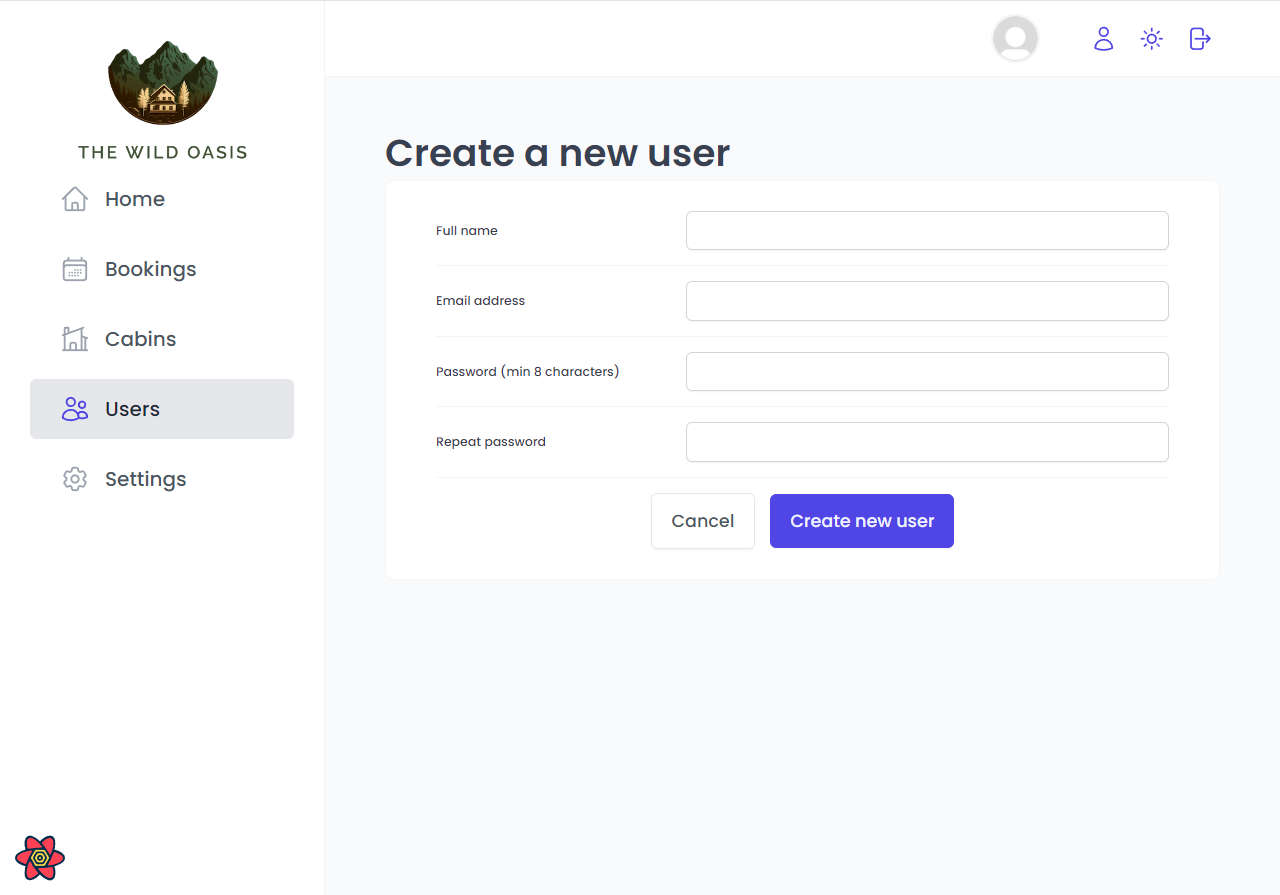 THE WILD OASIS
Home
Bookings
Cabins
Users
Settings
Create a new user
Full name
Email address
Password (min 8 characters)
Repeat password
Cancel
Create new user